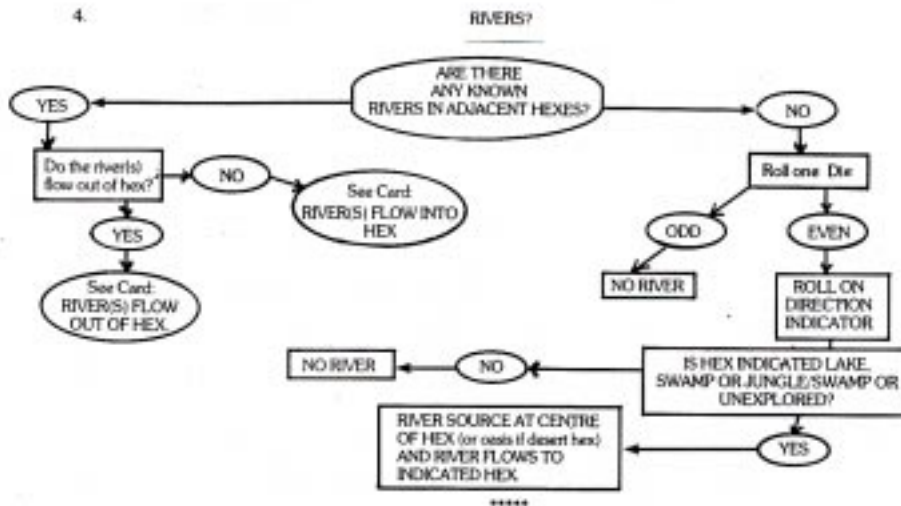 4.
RIVERS?
ARE THERE
ANY KNOWN
RIVERS IN ADJACENT HEXES?
YES
NO
Do the river(s)
flow out of hex?
NO
See Card:
RIVER(S) FLOW INTO
HEX
YES
See Card:
RIVER(S) FLOW
OUT OF HEX.
Roll one Die
ODD
EVEN
NO RIVER
ROLL ON
DIRECTION
INDICATOR
IS HEX INDICATED LAKE,
SWAMP OR JUNGLE/SWAMP OR
UNEXPLORED?
NO
NO RIVER
YES
RIVER SOURCE AT CENTRE
OF HEX (or oasis if desert hex)
AND RIVER FLOWS TO
INDICATED HEX.
*****